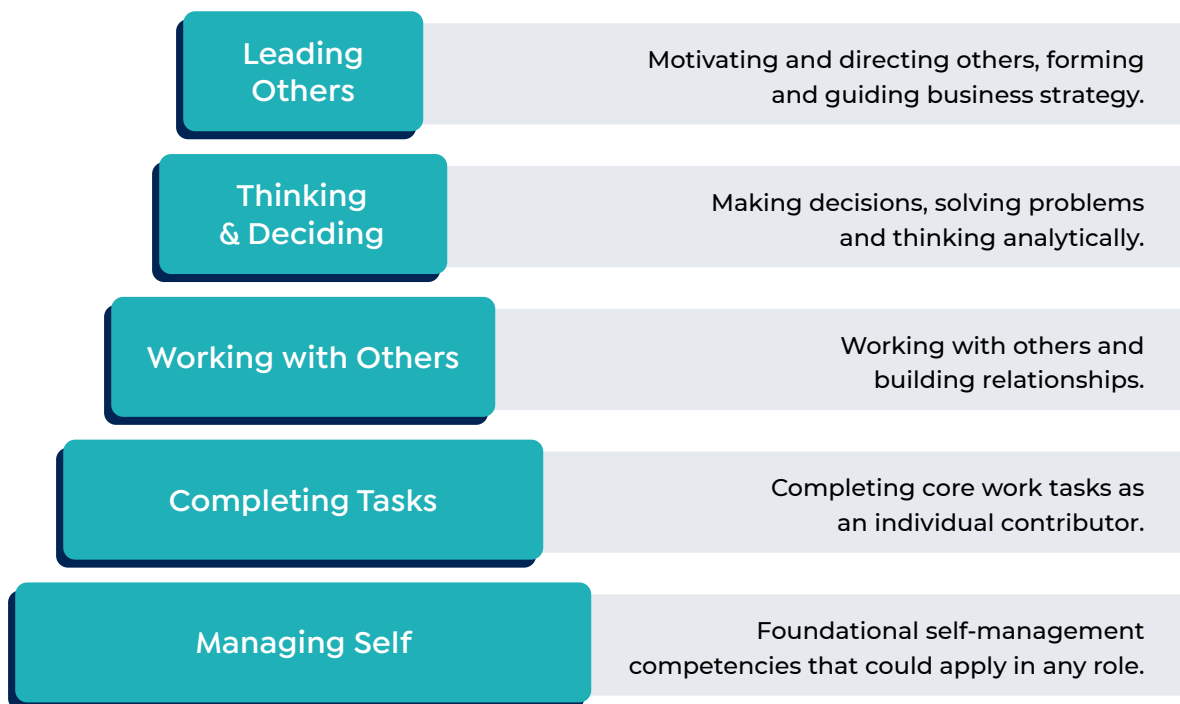 Leading
Others
Motivating and directing others, forming
and guiding business strategy.
Thinking
& Deciding
Making decisions, solving problems
and thinking analytically.
Working with Others
Working with others and
building relationships.
Completing Tasks
Completing core work tasks as
an individual contributor.
Managing Self
Foundational self-management
competencies that could apply in any role.